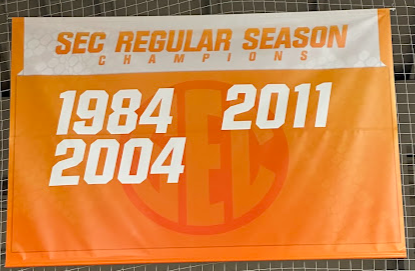 SEC REGULAR SEASON
CHAMPIONS
1984 2011
2004
SEC